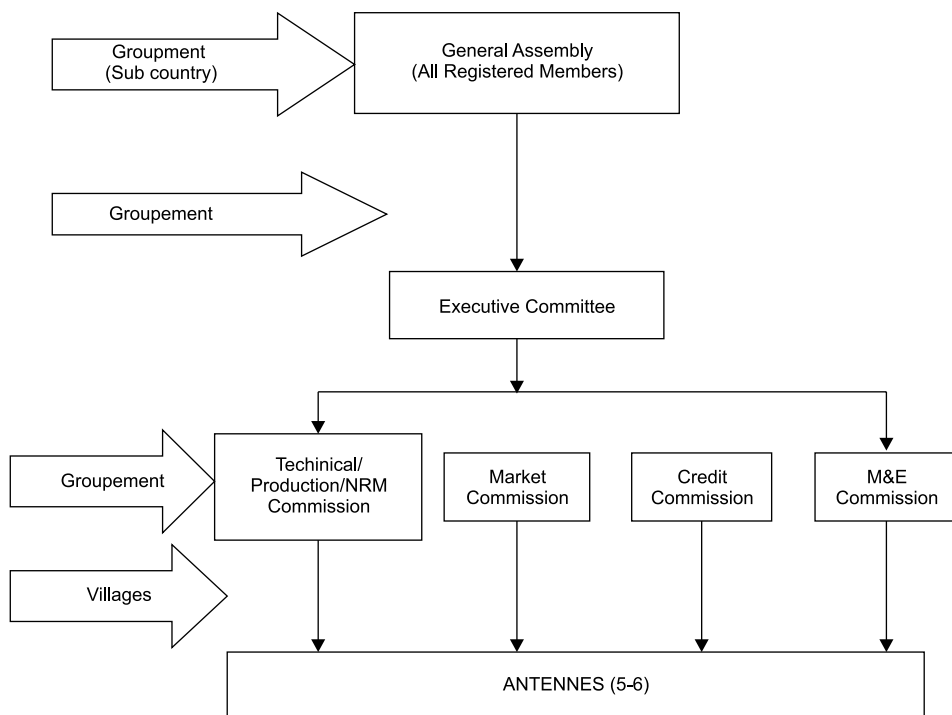 Groupment
(Sub country)
General Assembly
(All Registered Members)
Groupement
Executive Committee
Groupement
Techinical/
Production/NRM
Commission
Market
Commission
Credit
Commission
M&E
Commission
Villages
ANTENNES (5-6)